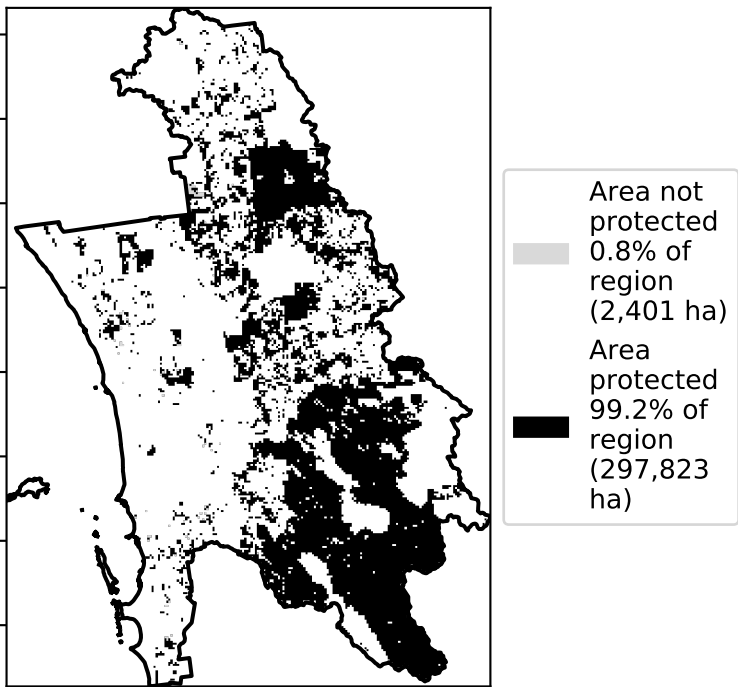 Area not
protected
0.8% of
region
(2,401 ha)
Area
protected
99.2% of
region
(297,823
ha)